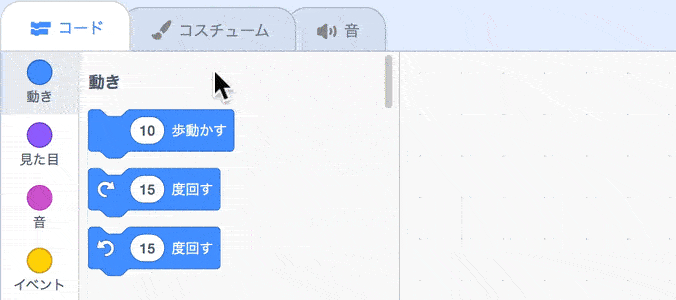 コード
コスチューム
音
動き
見た目
音
イベント
動き
10 歩動かす
15 度回す
15 度回す